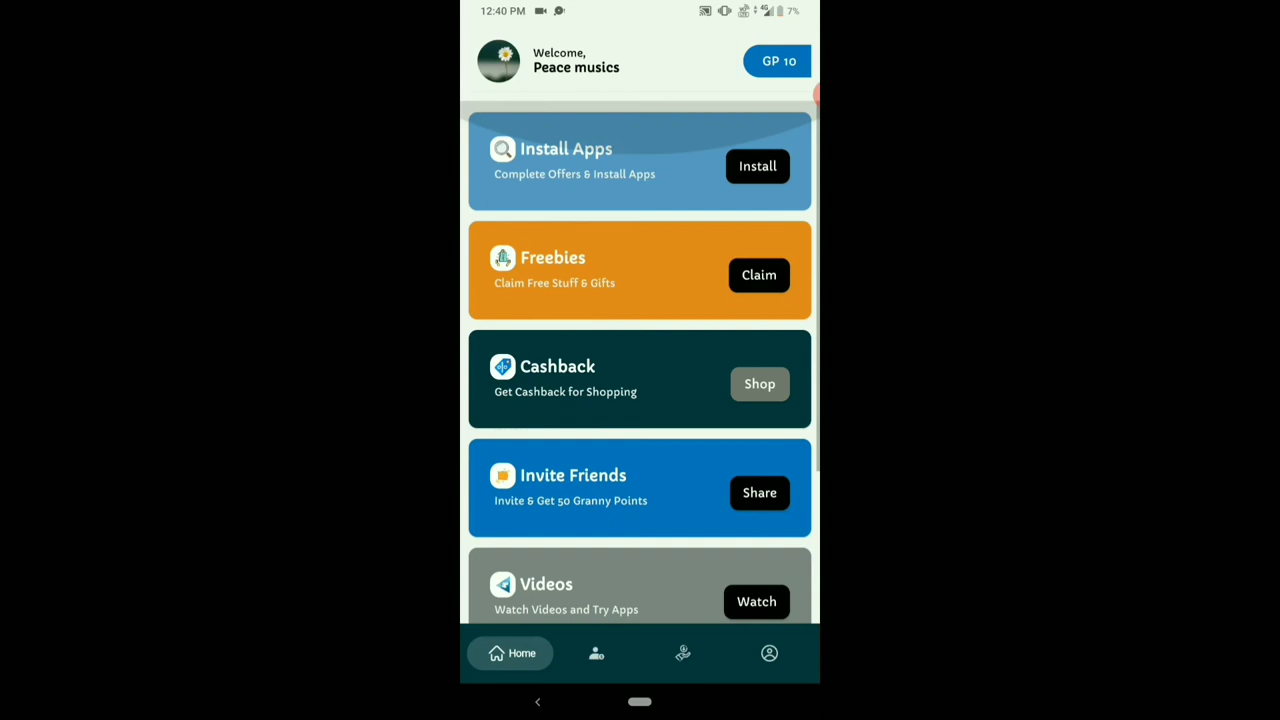 12:40 PM
4G
7%
Welcome,
Peace musics
GP 10
Install Apps
Complete Offers & Install Apps
Install
Freebies
Claim Free Stuff & Gifts
Claim
Cashback
Get Cashback for Shopping
Shop
Invite Friends
Invite & Get 50 Granny Points
Share
Videos
Watch Videos and Try Apps
Watch
Home